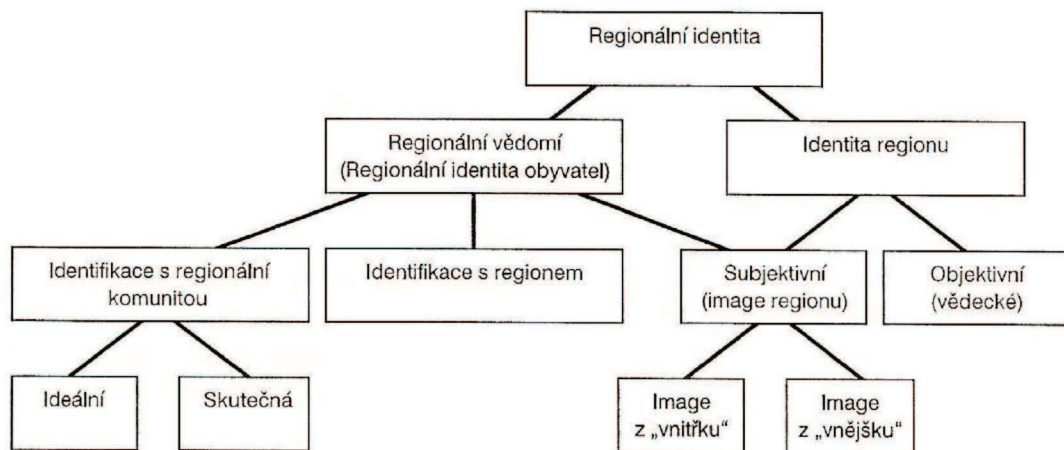 Regionální identita
Regionální vědomí
(Regionální identita obyvatel)
Identita regionu
Identifikace s regionální
komunitou
Identifikace s regionem
Subjektivní
(image regionu)
Objektivní
(vědecké)
Ideální
Skutečná
Image
z „vnitřku“
Image
z „vnějšku“